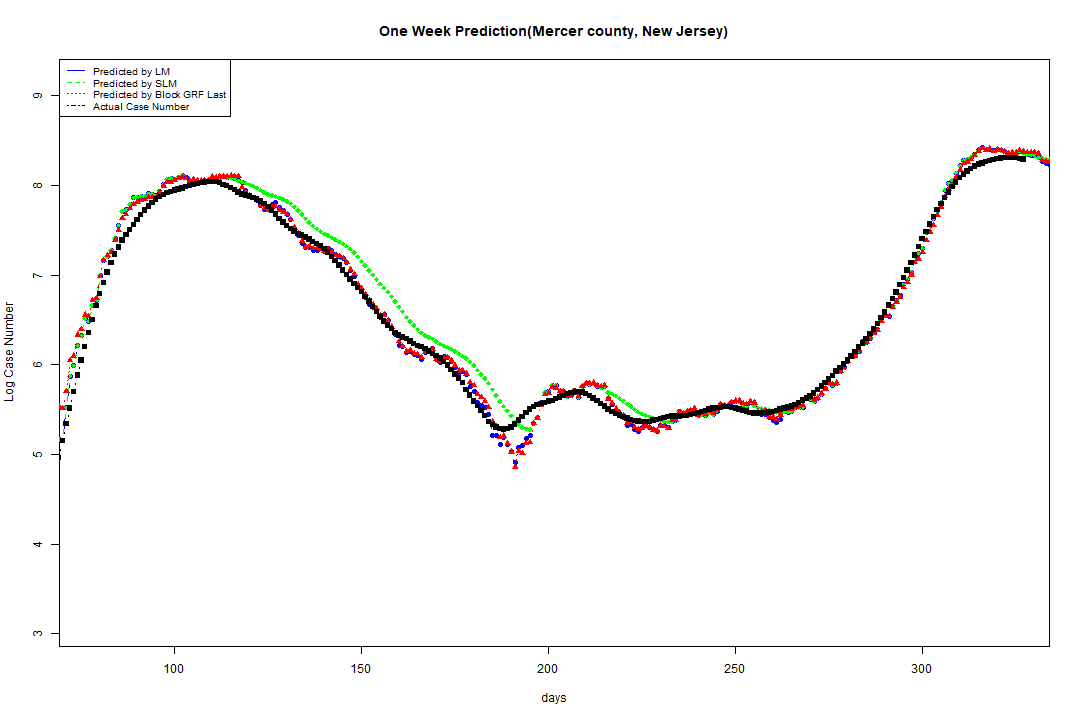 One Week Prediction(Mercer county, New Jersey)
Predicted by LM
Predicted by SLM
Predicted by Block GRF Last
Actual Case Number
9
8
7
6
5
4
3
Log Case Number
100 150 200 250 300
days